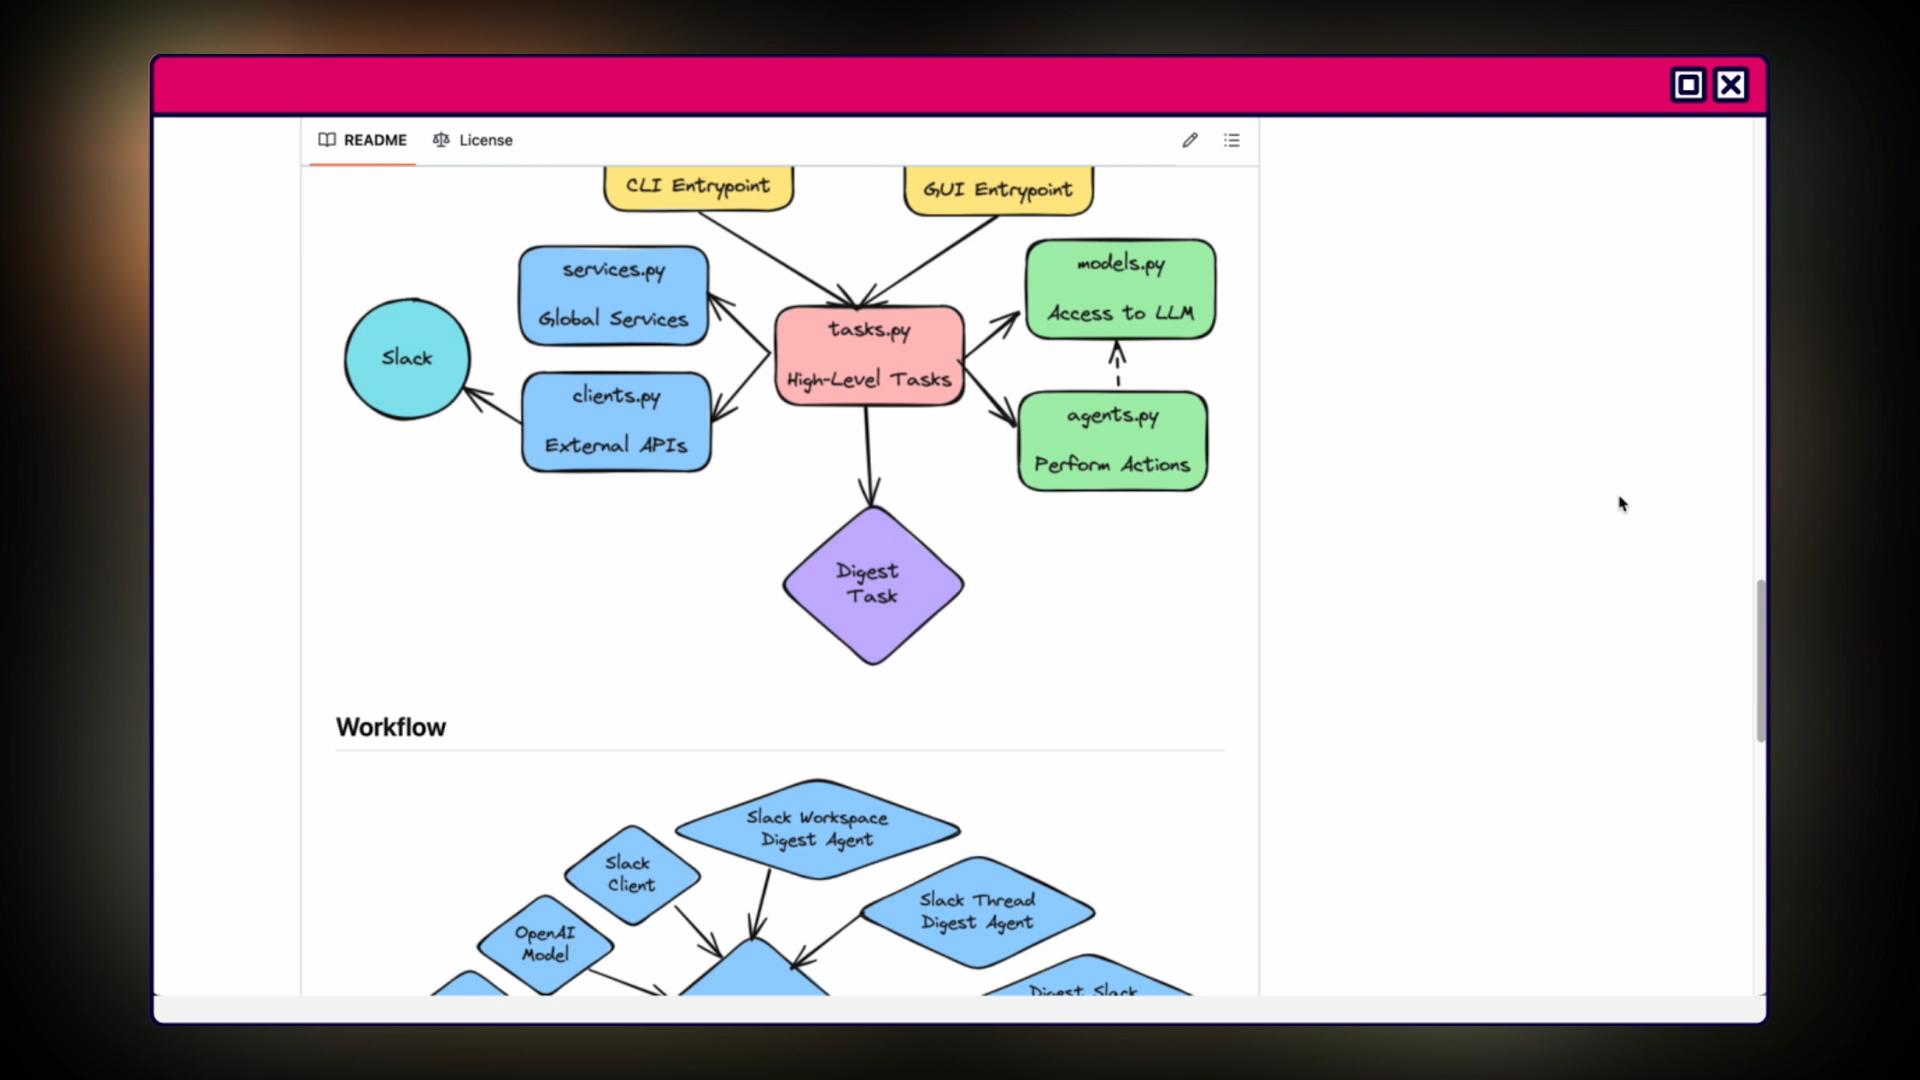 README
License
CLI Entrypoint
GUI Entrypoint
services.py
Global Services
models.py
Access to LLM
Slack
tasks.py
High-Level Tasks
clients.py
External APIs
agents.py
Perform Actions
Digest
Task
Workflow
Slack Workspace
Digest Agent
Slack
Client
Slack Thread
Digest Agent
OpenAI
Model
Digest Slack